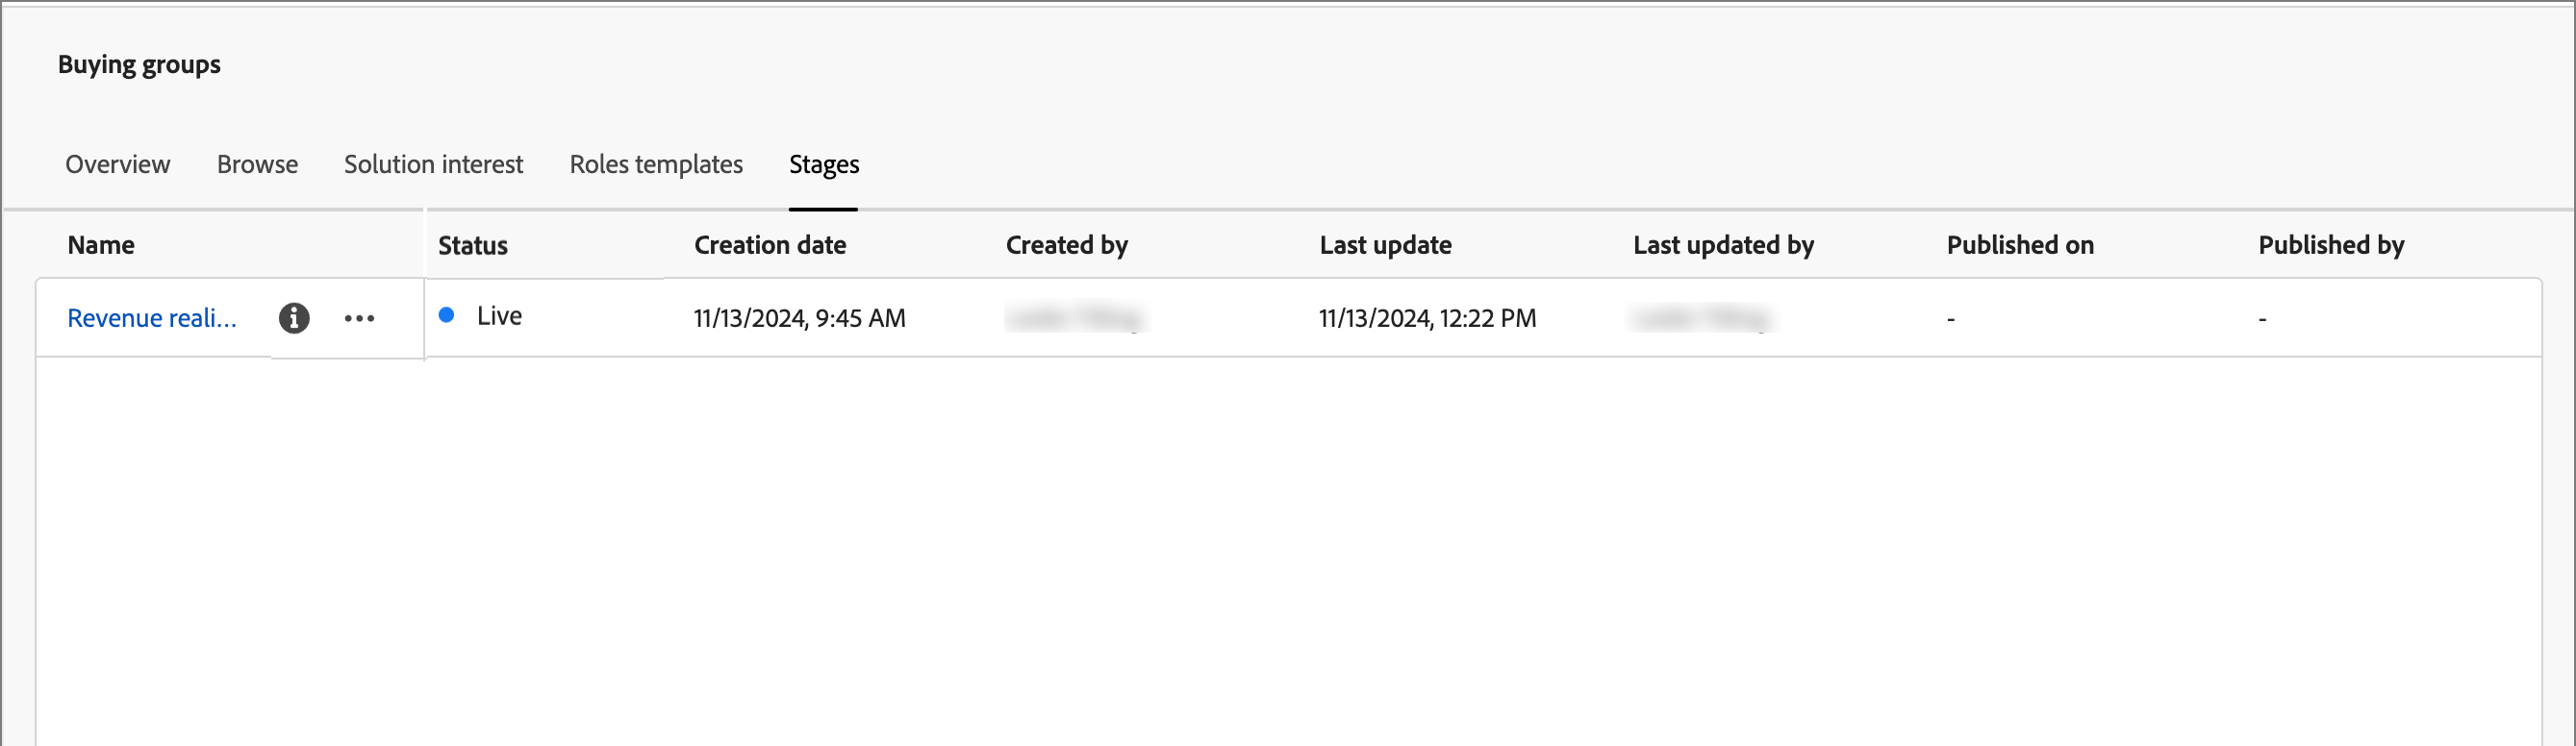 Buying groups
Overview Browse Solution interest Roles templates Stages
Name Status Creation date Created by Last update Last updated by Published on Published by
Revenue reali... Live 11/13/2024, 9:45 AM 11/13/2024, 12:22 PM - -